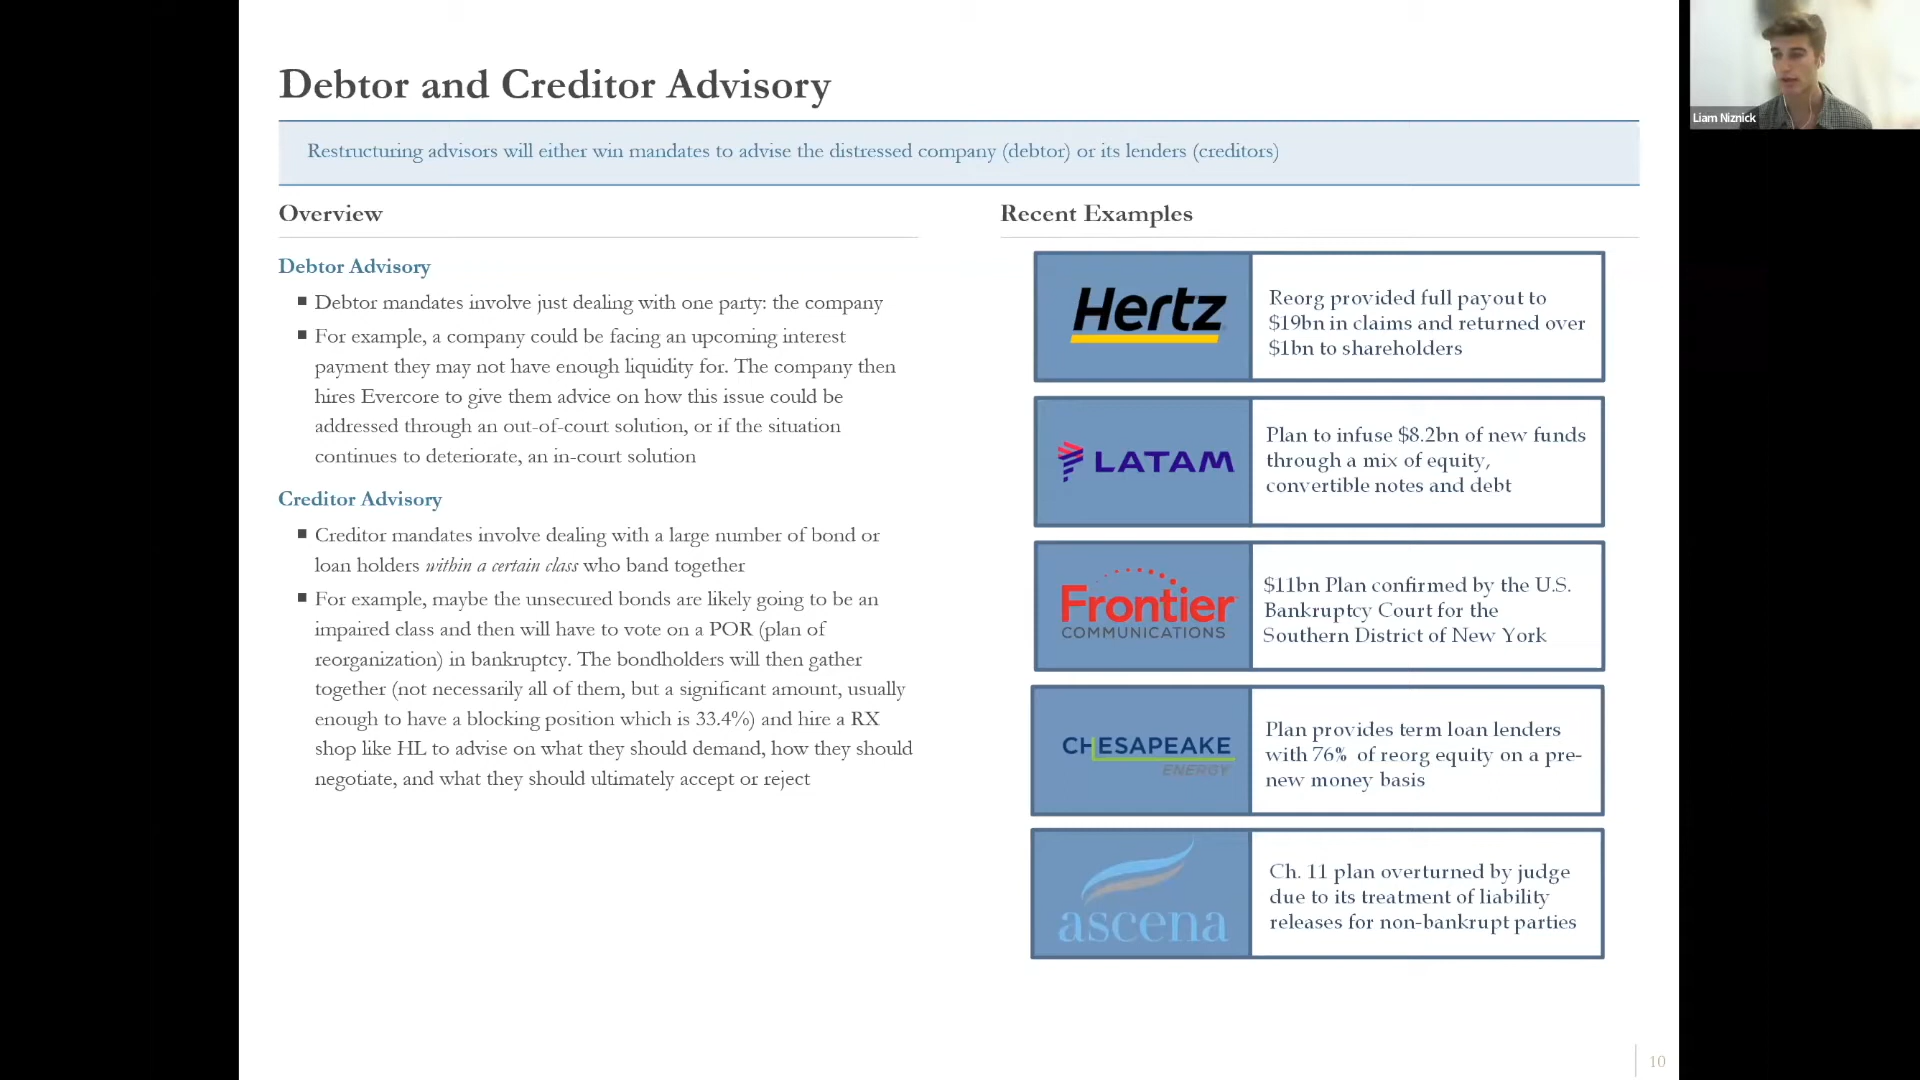 Debtor and Creditor Advisory
Liam Niznick
Restructuring advisors will either win mandates to advise the distressed company (debtor) or its lenders (creditors)
Overview
Debtor Advisory
■ Debtor mandates involve just dealing with one party: the company
■ For example, a company could be facing an upcoming interest
payment they may not have enough liquidity for. The company then
hires Evercore to give them advice on how this issue could be
addressed through an out-of-court solution, or if the situation
continues to deteriorate, an in-court solution
Creditor Advisory
■ Creditor mandates involve dealing with a large number of bond or
loan holders within a certain class who band together
■ For example, maybe the unsecured bonds are likely going to be an
impaired class and then will have to vote on a POR (plan of
reorganization) in bankruptcy. The bondholders will then gather
together (not necessarily all of them, but a significant amount, usually
enough to have a blocking position which is 33.4%) and hire a RX
shop like HL to advise on what they should demand, how they should
negotiate, and what they should ultimately accept or reject
Recent Examples
Hertz
Reorg provided full payout to
$19bn in claims and returned over
$1bn to shareholders
LATAM
Plan to infuse $8.2bn of new funds
through a mix of equity,
convertible notes and debt
Frontier
COMMUNICATIONS
$11bn Plan confirmed by the U.S.
Bankruptcy Court for the
Southern District of New York
CHESAPEAKE
ENERGY
Plan provides term loan lenders
with 76% of reorg equity on a pre-
new money basis
ascena
Ch. 11 plan overturned by judge
due to its treatment of liability
releases for non-bankrupt parties
10